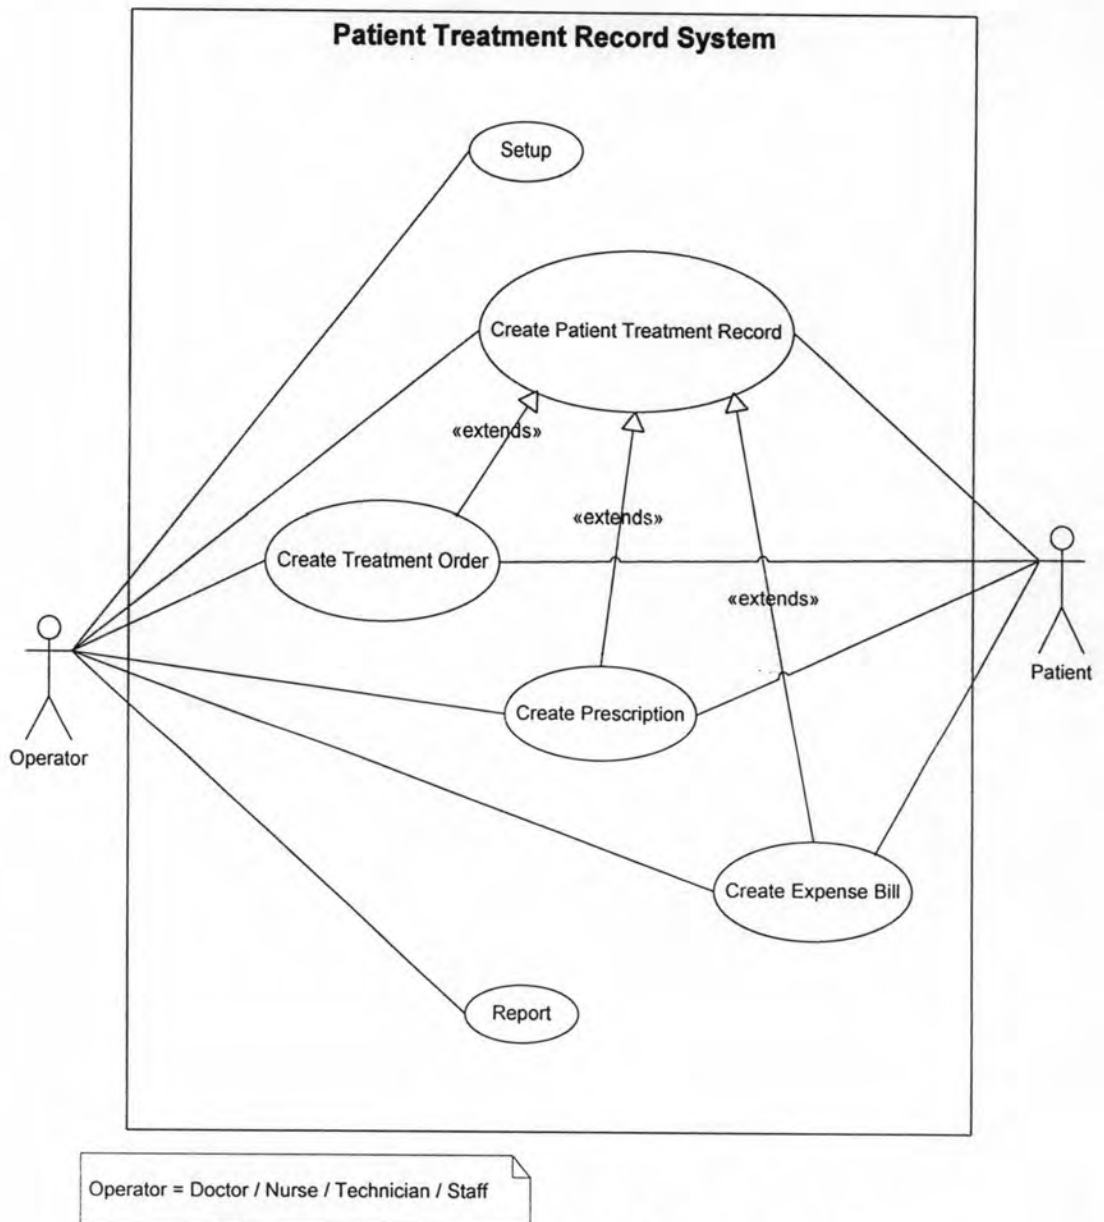 Patient Treatment Record System
Setup
Create Patient Treatment Record
«extends»
«extends»
Create Treatment Order
«extends»
Patient
Create Prescription
Operator
Create Expense Bill
Report
Operator = Doctor / Nurse / Technician / Staff